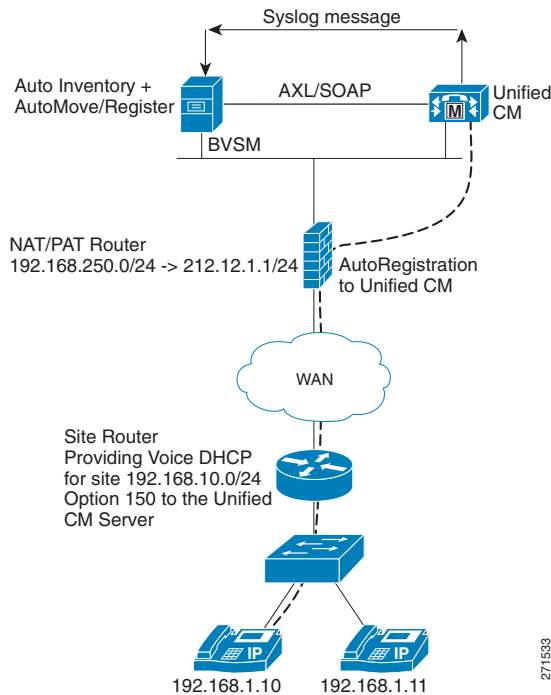 Syslog message
Auto Inventory +
AutoMove/Register
AXL/SOAP
M
Unified
CM
BVSM
NAT/PAT Router
192.168.250.0/24 -> 212.12.1.1/24
AutoRegistration
to Unified CM
WAN
Site Router
Providing Voice DHCP
for site 192.168.10.0/24
Option 150 to the Unified
CM Server
IP
IP
192.168.1.10
192.168.1.11
271533